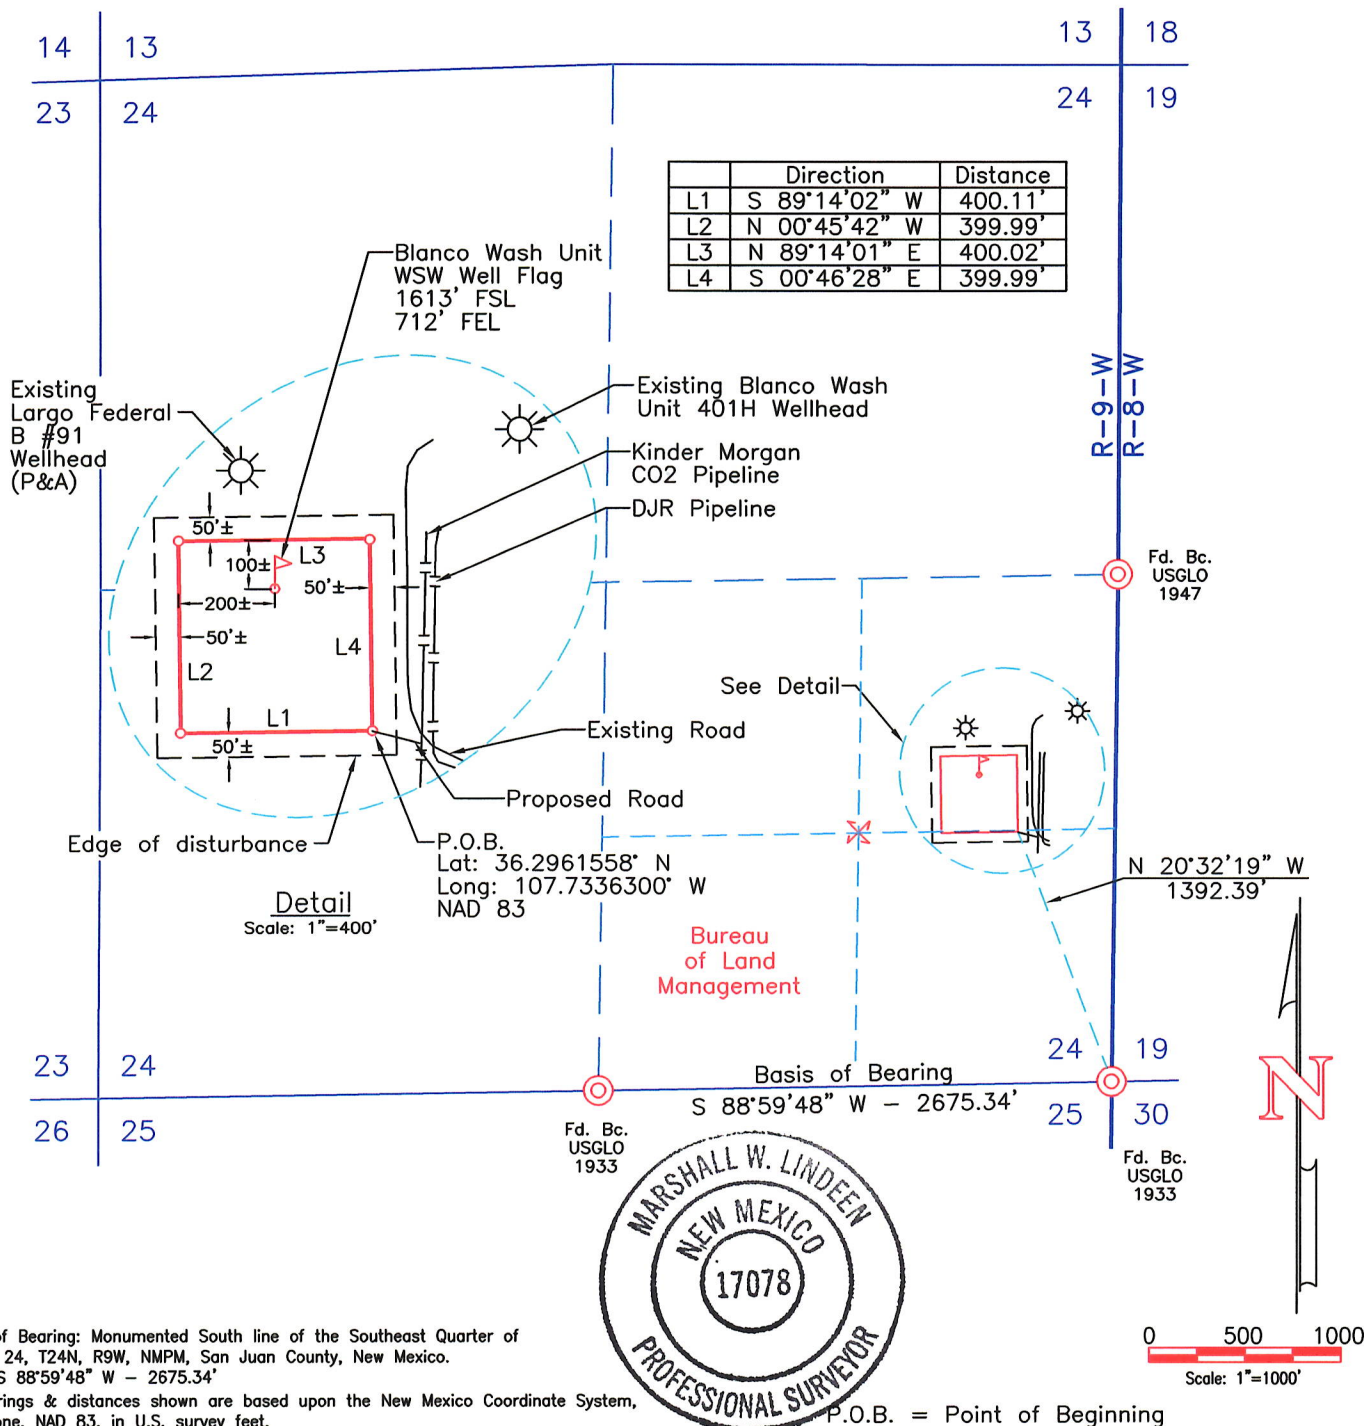 14 13
13 18
23 24
24 19
Direction Distance
L1 S 89°14'02" W 400.11'
L2 N 00°45'42" W 399.99'
L3 N 89°14'01" E 400.02'
L4 S 00°46'28" E 399.99'
Blanco Wash Unit
WSW Well Flag
1613' FSL
712' FEL
Existing
Largo Federal
B #91
Wellhead
(P&A)
Existing Blanco Wash
Unit 401H Wellhead
Kinder Morgan
CO2 Pipeline
DJR Pipeline
R-9-W
R-8-W
50'±
L3
100±
50'±
200±
50'±
L4
L2
L1
50'±
Fd. Bc.
USGLO
1947
See Detail
Existing Road
Proposed Road
Edge of disturbance
P.O.B.
Lat: 36.2961558° N
Long: 107.7336300° W
NAD 83
Detail
Scale: 1"=400'
N 20°32'19" W
1392.39'
Bureau
of Land
Management
23 24
24 19
Basis of Bearing
S 88°59'48" W - 2675.34'
26 25
25 30
N
Fd. Bc.
USGLO
1933
Fd. Bc.
USGLO
1933
MARSHALL W. LINDEEN
NEW MEXICO
17078
PROFESSIONAL SURVEYOR
of Bearing: Monumented South line of the Southeast Quarter of
24, T24N, R9W, NMPM, San Juan County, New Mexico.
S 88°59'48" W - 2675.34'
rings & distances shown are based upon the New Mexico Coordinate System,
one, NAD 83, in U.S. survey feet.
0 500 1000
Scale: 1"=1000'
P.O.B. = Point of Beginning